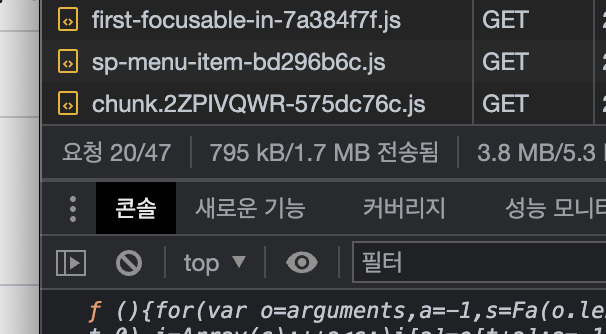 first-focusable-in-7a384f7f.js GET
sp-menu-item-bd296b6c.js GET
chunk.2ZPIVQWR-575dc76c.js GET
요청 20/47 795 kB/1.7 MB 전송됨 3.8 MB/5.3
콘솔 새로운 기능 커버리지 성능 모니터
top 필터
f (){for(var o=arguments,a=-1,s=Fa(o.len